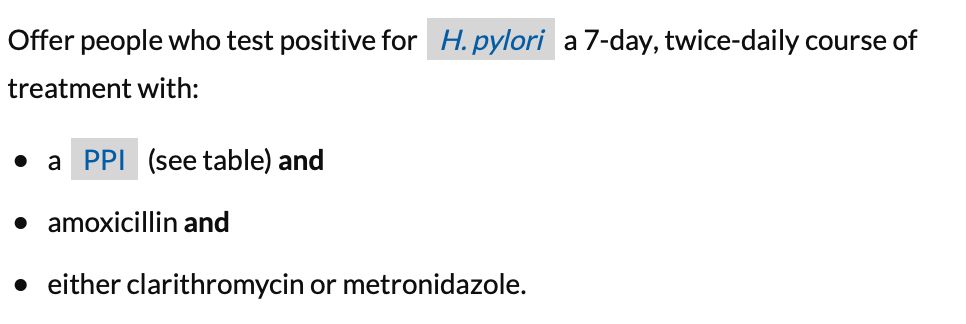 Offer people who test positive for H. pylori a 7-day, twice-daily course of
treatment with:
• a PPI (see table) and
• amoxicillin and
• either clarithromycin or metronidazole.